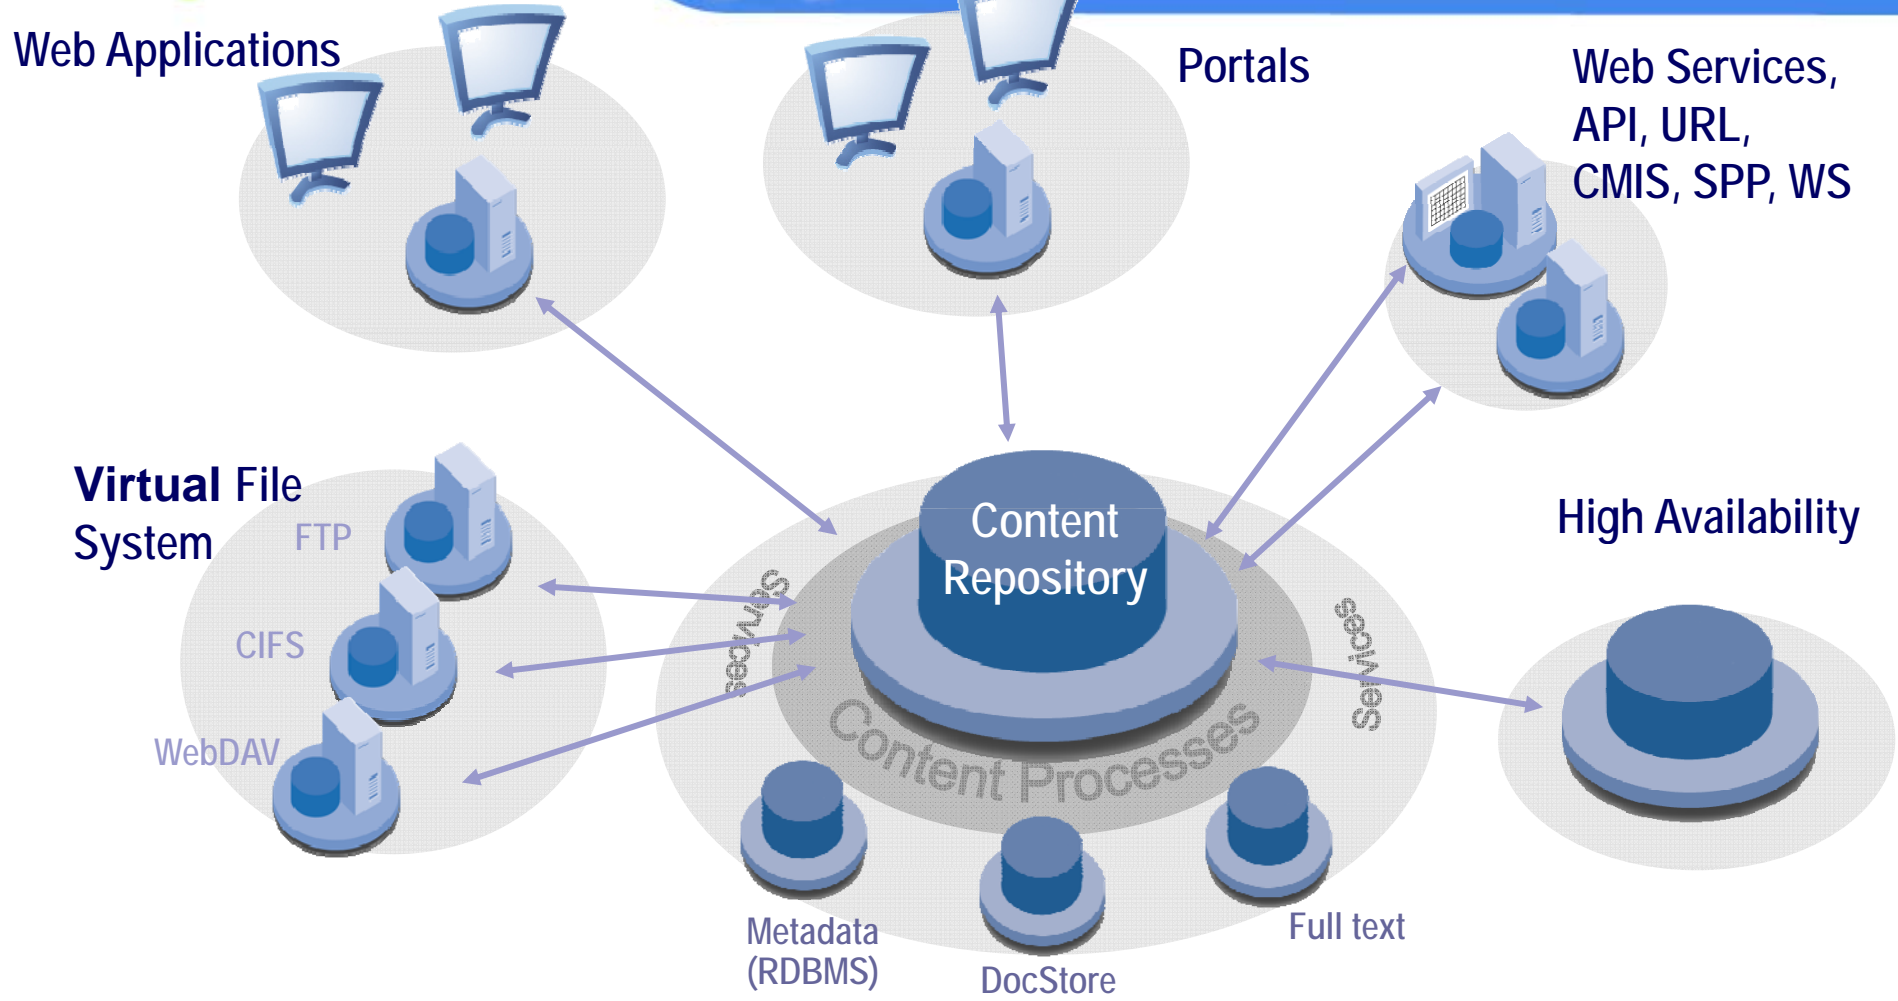 Web Applications
Portals
Web Services,
API, URL,
CMIS, SPP, WS
Virtual File
System
FTP
CIFS
WebDAV
Content
Repository
High Availability
Services
Services
Content Processes
Metadata
(RDBMS)
DocStore
Full text